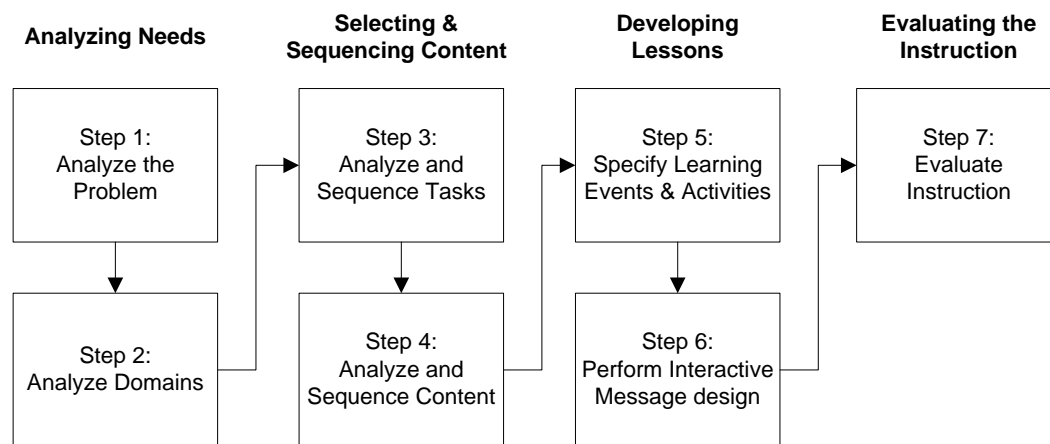 Analyzing Needs
Selecting &
Sequencing Content
Developing
Lessons
Evaluating the
Instruction
Step 1:
Analyze the
Problem
Step 2:
Analyze Domains
Step 3:
Analyze and
Sequence Tasks
Step 4:
Analyze and
Sequence Content
Step 5:
Specify Learning
Events & Activities
Step 6:
Perform Interactive
Message design
Step 7:
Evaluate
Instruction